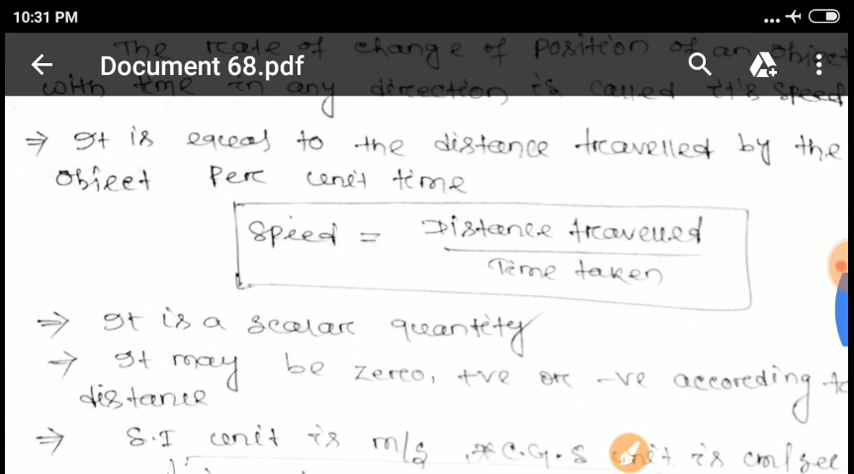 10:31 PM
The rate of change of position of an object
Document 68.pdf
with time in any direction is called it's speed
⇒ It is equal to the distance travelled by the
object per unit time
Speed = Distance travelled
Time taken
⇒ It is a scalar quantity
→ It may be zero, +ve or -ve according to
distance
⇒ S.I unit is m/s, * C.G.S unit is cm/sec